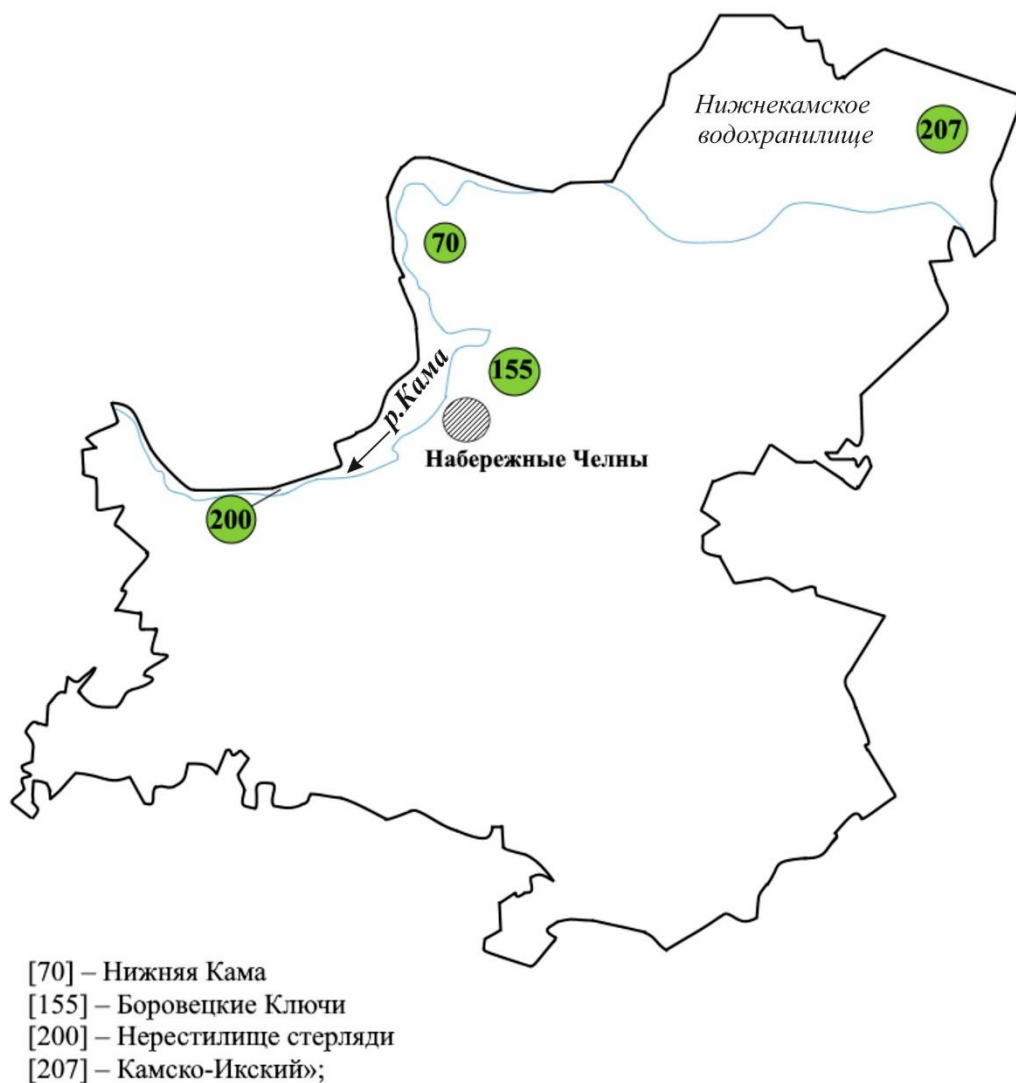 Нижнекамское
водохранилище
207
70
155
р.Кама
Набережные Челны
200
[70] – Нижняя Кама
[155] – Боровецкие Ключи
[200] – Нерестилище стерляди
[207] – Камско-Икский»;